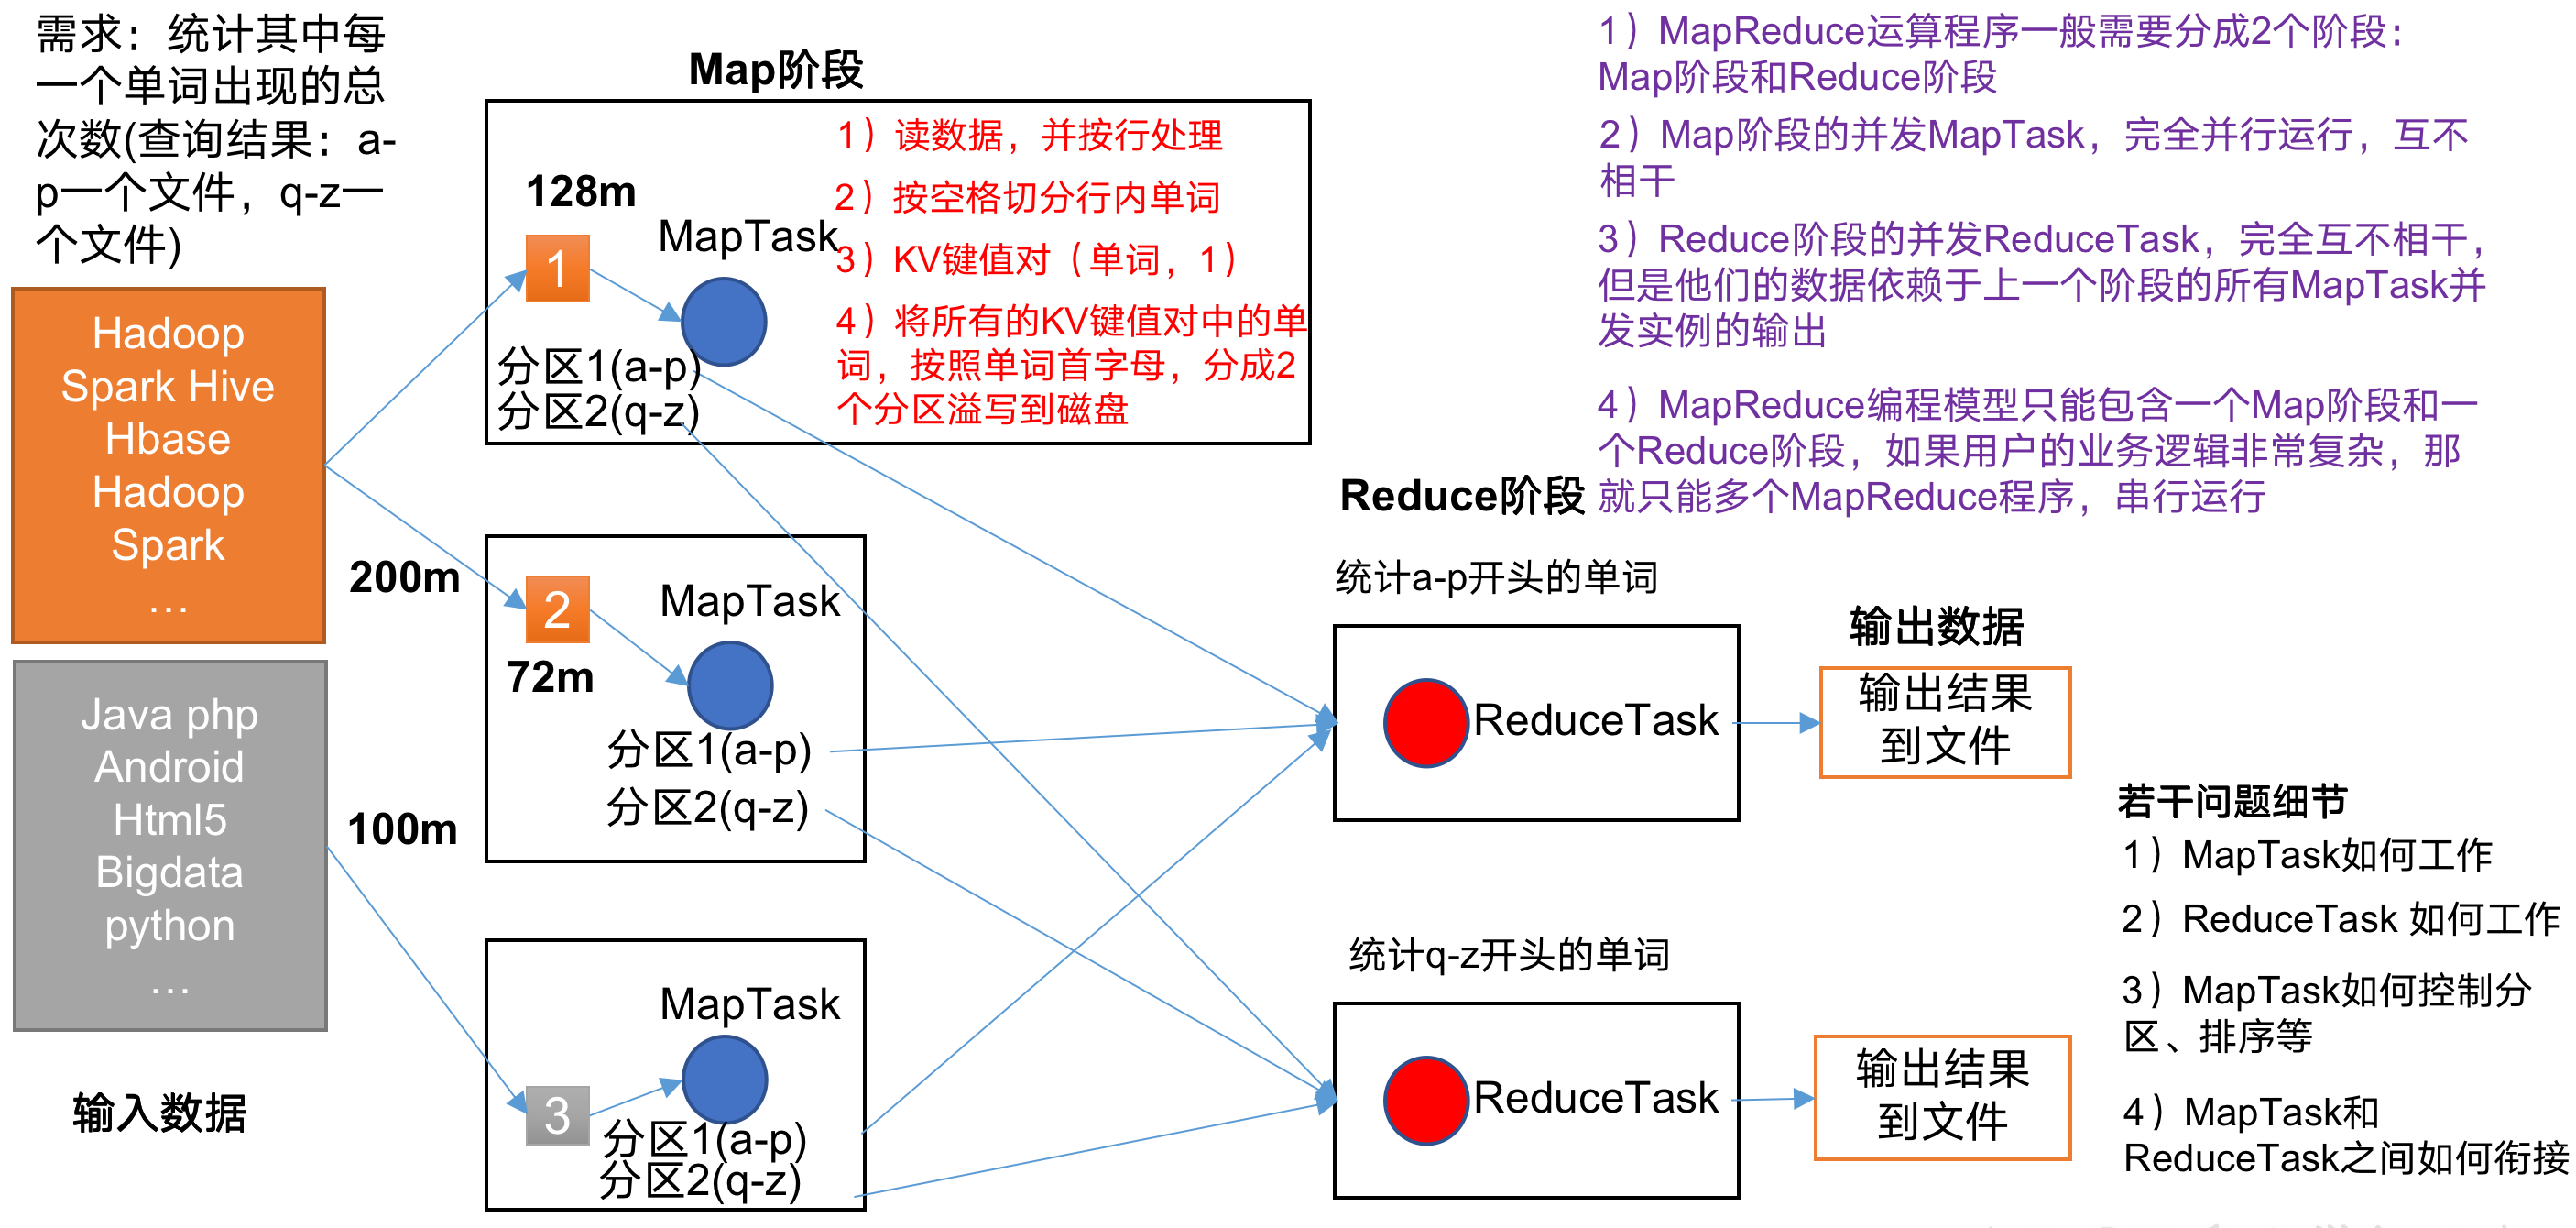 需求：统计其中每
一个单词出现的总
次数(查询结果：a-
p一个文件，q-z一
个文件)
Hadoop
Spark Hive
Hbase
Hadoop
Spark
…
200m
Java php
Android
Html5
Bigdata
python
…
100m
输入数据
Map阶段
128m
1
MapTask
分区1(a-p)
分区2(q-z)
1）读数据，并按行处理
2）按空格切分行内单词
3）KV键值对（单词，1）
4）将所有的KV键值对中的单
词，按照单词首字母，分成2
个分区溢写到磁盘
2
72m
MapTask
分区1(a-p)
分区2(q-z)
3
MapTask
分区1(a-p)
分区2(q-z)
1）MapReduce运算程序一般需要分成2个阶段：
Map阶段和Reduce阶段
2）Map阶段的并发MapTask，完全并行运行，互不
相干
3）Reduce阶段的并发ReduceTask，完全互不相干，
但是他们的数据依赖于上一个阶段的所有MapTask并
发实例的输出
4）MapReduce编程模型只能包含一个Map阶段和一
个Reduce阶段，如果用户的业务逻辑非常复杂，那
就只能多个MapReduce程序，串行运行
Reduce阶段
统计a-p开头的单词
ReduceTask
输出数据
输出结果
到文件
统计q-z开头的单词
ReduceTask
输出结果
到文件
若干问题细节
1）MapTask如何工作
2）ReduceTask 如何工作
3）MapTask如何控制分
区、排序等
4）MapTask和
ReduceTask之间如何衔接